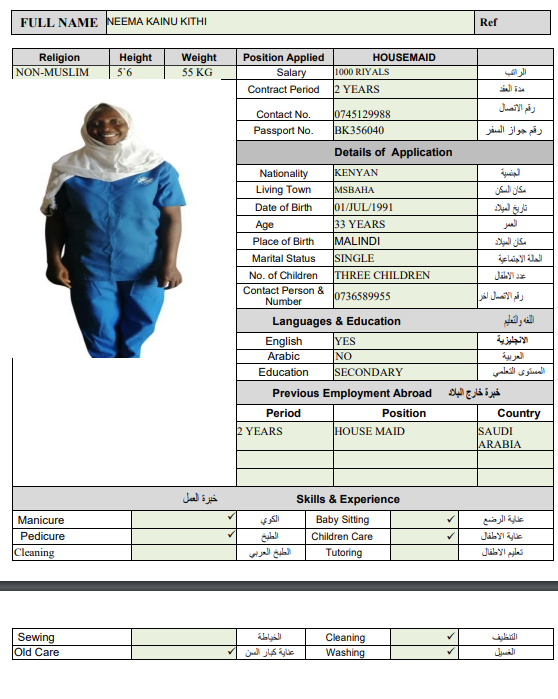 FULL NAME NEEMA KAINU KITHI Ref
Religion Height Weight Position Applied HOUSEMAID
NON-MUSLIM 5`6 55 KG Salary 1000 RIYALS الراتب
Contract Period 2 YEARS مدة العقد
Contact No. 0745129988 رقم الاتصال
Passport No. BK356040 رقم جواز السفر
Details of Application
Nationality KENYAN الجنسية
Living Town MSBAHA مكان السكن
Date of Birth 01/JUL/1991 تاريخ الميلاد
Age 33 YEARS العمر
Place of Birth MALINDI مكان الميلاد
Marital Status SINGLE الحالة الاجتماعية
No. of Children THREE CHILDREN عدد الاطفال
Contact Person &
Number 0736589955 رقم الاتصال اخر
Languages & Education اللغه والتعليم
English YES الانجليزية
Arabic NO العربية
Education SECONDARY المستوى التعلمي
Previous Employment Abroad خبرة خارج البلاد
Period Position Country
2 YEARS HOUSE MAID SAUDI
ARABIA
خبرة العمل Skills & Experience
Manicure ✓ الكوي Baby Sitting ✓ عناية الرضع
Pedicure ✓ الطبخ Children Care ✓ عناية الاطفال
Cleaning الطبخ العربي Tutoring تعليم الاطفال
Sewing الخياطة Cleaning ✓ التنظيف
Old Care ✓ عناية كبار السن Washing ✓ الغسيل